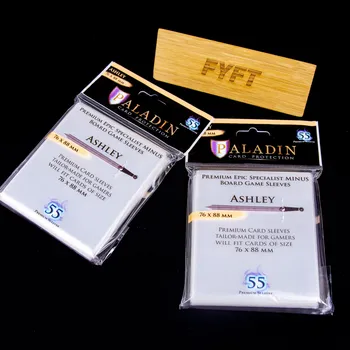 FYFT
ASHLEY
PALADIN
CARD PROTECTION
55
76 X 88 MM
PREMIUM EPIC SPECIALIST MINUS
BOARD GAME SLEEVES
ASHLEY
PREMIUM CARD SLEEVES
TAILOR-MADE FOR GAMERS
WILL FIT CARDS OF SIZE
76 X 88 MM
55
PALADIN
CARD PROTECTION
55
PREMIUM EPIC SPECIALIST MINUS
BOARD GAME SLEEVES
ASHLEY
76 X 88 MM
PREMIUM CARD SLEEVES
TAILOR-MADE FOR GAMERS
WILL FIT CARDS OF SIZE
76 X 88 MM
55